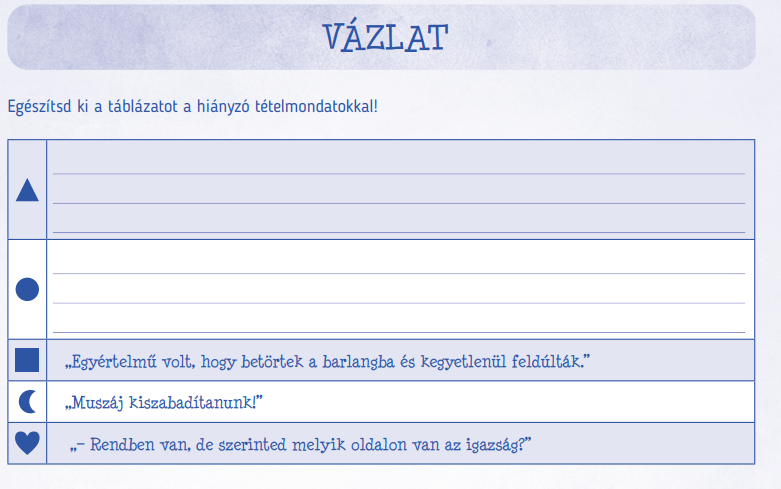 VÁZLAT
Egészítsd ki a táblázatot a hiányzó tételmondatokkal!
„Egyértelmű volt, hogy betörtek a barlangba és kegyetlenül feldúlták.”
„Muszáj kiszabadítanunk!”
„– Rendben van, de szerinted melyik oldalon van az igazság?”